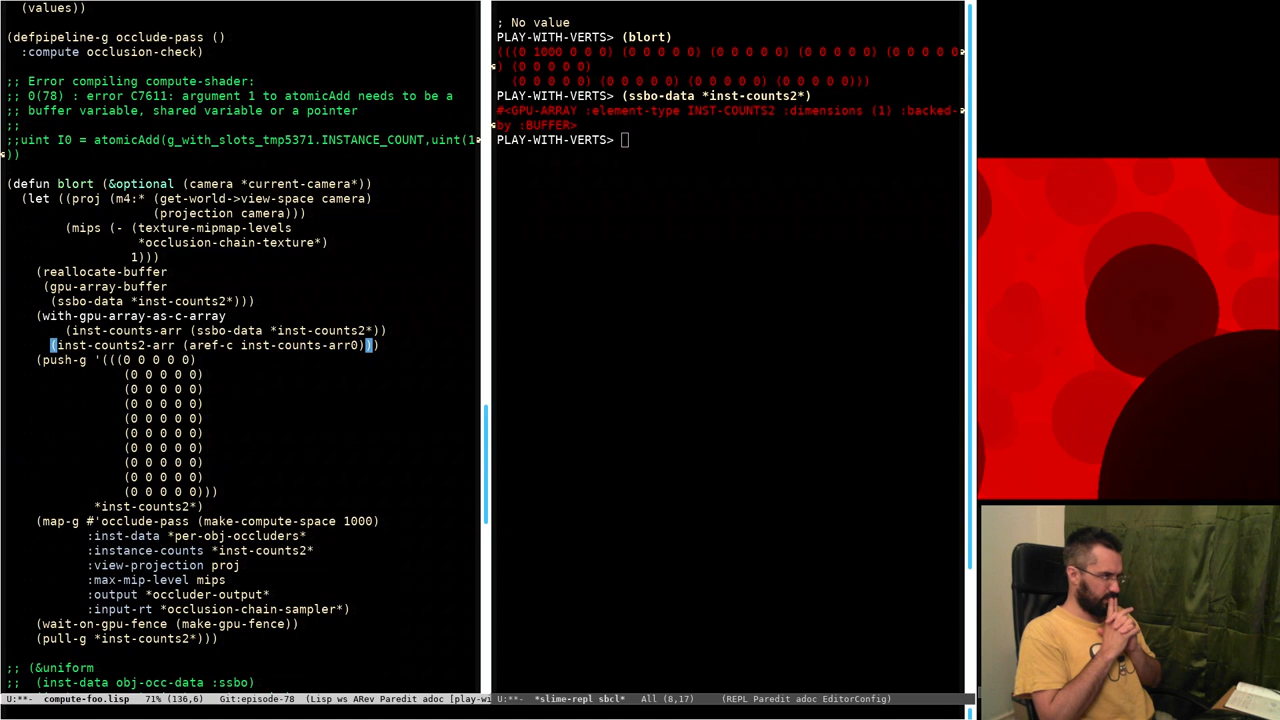 (values))
(defpipeline-g occlude-pass ()
:compute occlusion-check)
;; Error compiling compute-shader:
;; 0(78) : error C7611: argument 1 to atomicAdd needs to be a
;; buffer variable, shared variable or a pointer
;;
;;uint I0 = atomicAdd(g_with_slots_tmp5371.INSTANCE_COUNT,uint(1
))
(defun blort (&optional (camera *current-camera*))
(let ((proj (m4:* (get-world->view-space camera)
(projection camera)))
(mips (- (texture-mipmap-levels
*occlusion-chain-texture*)
1)))
(reallocate-buffer
(gpu-array-buffer
(ssbo-data *inst-counts2*)))
(with-gpu-array-as-c-array
(inst-counts-arr (ssbo-data *inst-counts2*))
(inst-counts2-arr (aref-c inst-counts-arr0)))
(push-g '(((0 0 0 0 0)
(0 0 0 0 0)
(0 0 0 0 0)
(0 0 0 0 0)
(0 0 0 0 0)
(0 0 0 0 0)
(0 0 0 0 0)
(0 0 0 0 0)
(0 0 0 0 0)
(0 0 0 0 0)))
*inst-counts2*)
(map-g #'occlude-pass (make-compute-space 1000)
:inst-data *per-obj-occluders*
:instance-counts *inst-counts2*
:view-projection proj
:max-mip-level mips
:output *occluder-output*
:input-rt *occlusion-chain-sampler*)
(wait-on-gpu-fence (make-gpu-fence))
(pull-g *inst-counts2*)))
;; (&uniform
;;  (inst-data obj-occ-data :ssbo)
U:**-  compute-foo.lisp   71% (136,6)   Git:episode-78  (Lisp ws ARev Paredit adoc [play-wi
; No value
PLAY-WITH-VERTS> (blort)
(((0 1000 0 0 0) (0 0 0 0 0) (0 0 0 0 0) (0 0 0 0 0) (0 0 0 0 0
) (0 0 0 0 0)
(0 0 0 0 0) (0 0 0 0 0) (0 0 0 0 0) (0 0 0 0 0)))
PLAY-WITH-VERTS> (ssbo-data *inst-counts2*)
#<GPU-ARRAY :element-type INST-COUNTS2 :dimensions (1) :backed-
by :BUFFER>
PLAY-WITH-VERTS>
U:**-  *slime-repl sbcl*   All (8,17)     (REPL Paredit adoc EditorConfig)